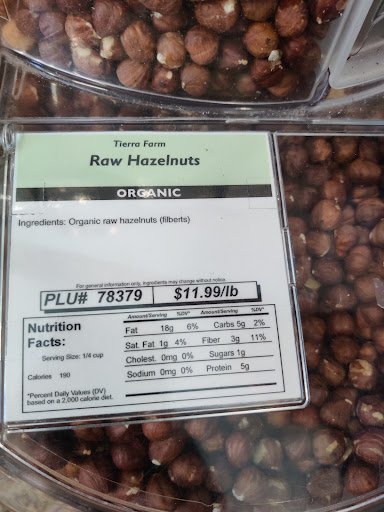 Tierra Farm
Raw Hazelnuts
ORGANIC
Ingredients: Organic raw hazelnuts (filberts)
For general information only, ingredients may change without notice.
PLU# 78379 $11.99/lb
Nutrition
Facts:
Serving Size: 1/4 cup
Calories 190
*Percent Daily Values (DV)
based on a 2,000 calorie diet.
Amount/Serving %DV* Amount/Serving %DV*
Fat 18g 6% Carbs 5g 2%
Sat. Fat 1g 4% Fiber 3g 11%
Cholest. 0mg 0% Sugars 1g
Sodium 0mg 0% Protein 5g